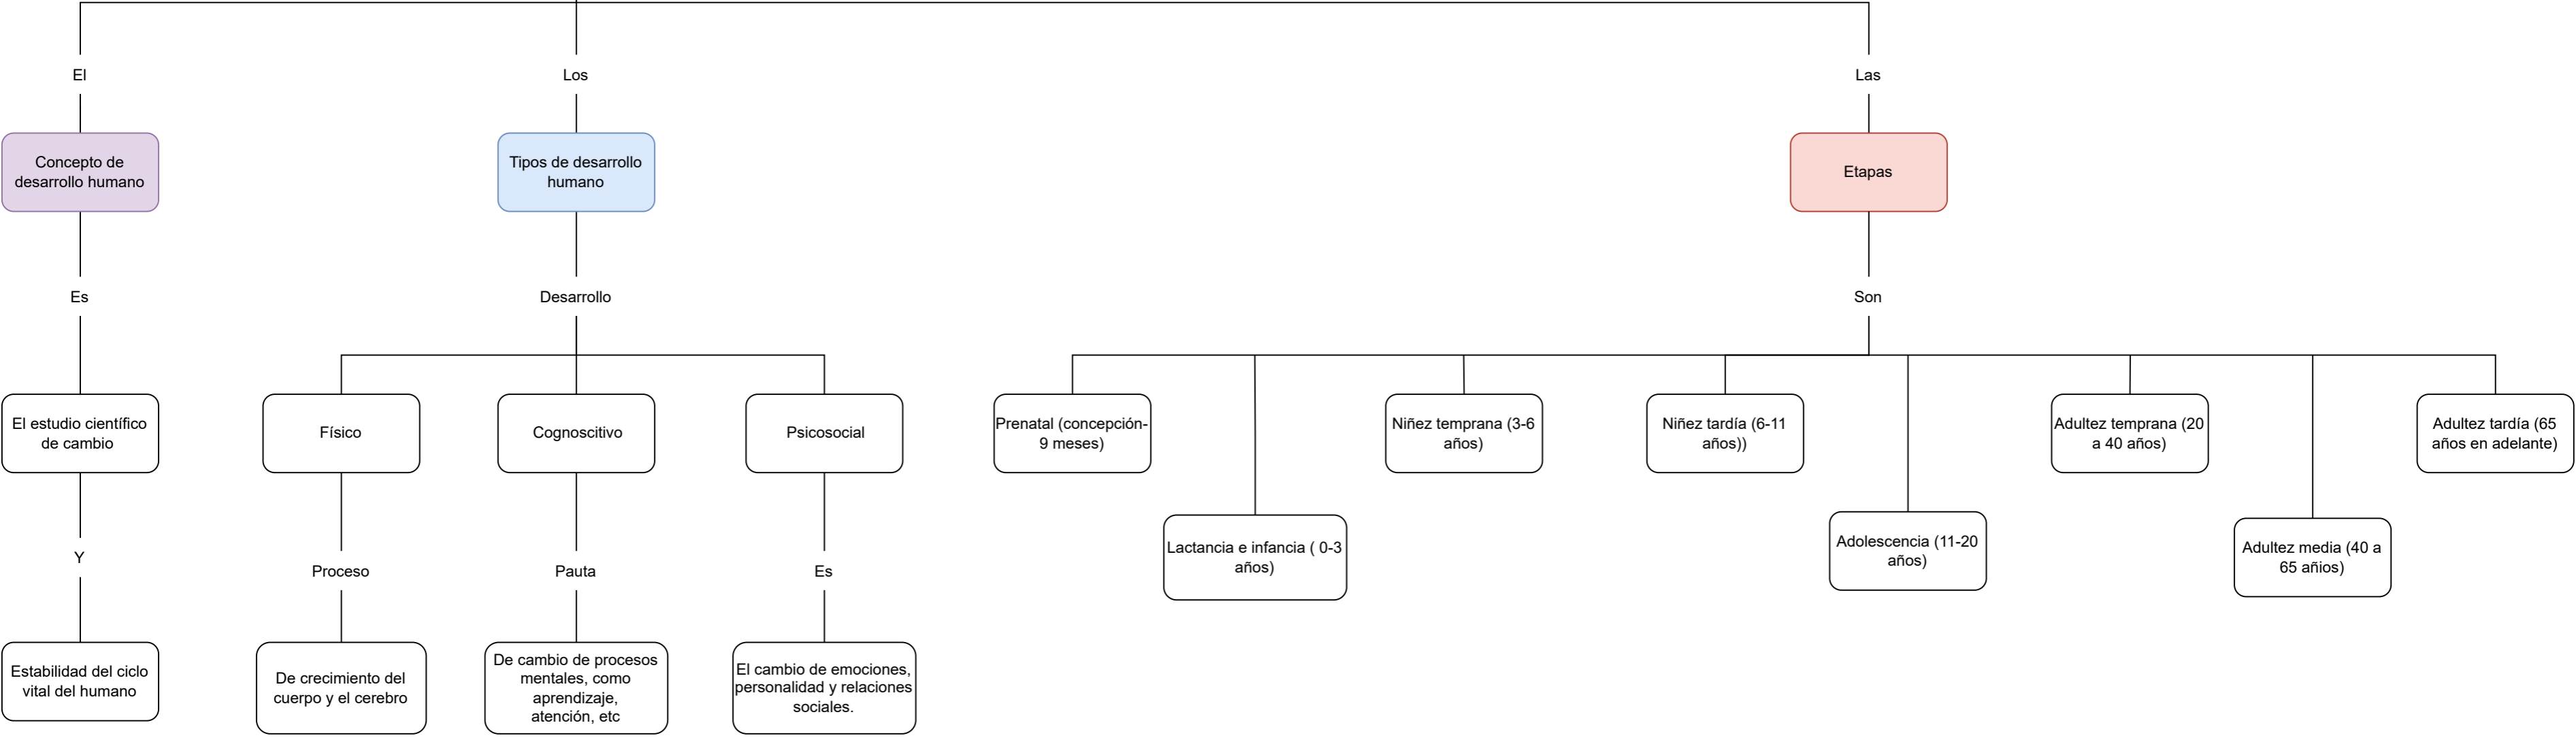 El
Los
Las
Concepto de
desarrollo humano
Tipos de desarrollo
humano
Etapas
Es
Desarrollo
Son
El estudio científico
de cambio
Físico
Cognoscitivo
Psicosocial
Prenatal (concepción-
9 meses)
Niñez temprana (3-6
años)
Niñez tardía (6-11
años))
Adultez temprana (20
a 40 años)
Adultez tardía (65
años en adelante)
Lactancia e infancia ( 0-3
años)
Adolescencia (11-20
años)
Adultez media (40 a
65 añios)
Y
Proceso
Pauta
Es
Estabilidad del ciclo
vital del humano
De crecimiento del
cuerpo y el cerebro
De cambio de procesos
mentales, como
aprendizaje,
atención, etc
El cambio de emociones,
personalidad y relaciones
sociales.